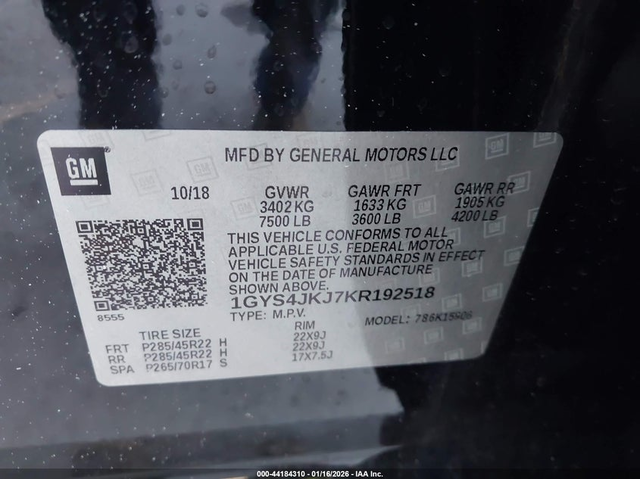 GM
MFD BY GENERAL MOTORS LLC
10/18 GVWR GAWR FRT GAWR RR
3402 KG 1633 KG 1905 KG
7500 LB 3600 LB 4200 LB
THIS VEHICLE CONFORMS TO ALL
APPLICABLE U.S. FEDERAL MOTOR
VEHICLE SAFETY STANDARDS IN EFFECT
ON THE DATE OF MANUFACTURE
SHOWN ABOVE.
1GYS4JKJ7KR192518
8555
TYPE: M.P.V. MODEL: 786K15906
TIRE SIZE RIM
FRT P285/45R22 H 22X9J
RR P285/45R22 H 22X9J
SPA P265/70R17 S 17X7.5J
000-44184310 - 01/16/2026 - IAA Inc.